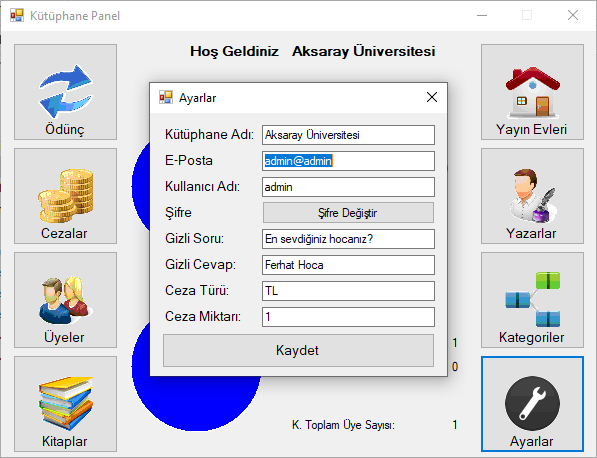 Kütüphane Panel
Hoş Geldiniz Aksaray Üniversitesi
Ödünç
Cezalar
Üyeler
Kitaplar
Ayarlar
Kütüphane Adı: Aksaray Üniversitesi
E-Posta admin@admin
Kullanıcı Adı: admin
Şifre Şifre Değiştir
Gizli Soru: En sevdiğiniz hocanız?
Gizli Cevap: Ferhat Hoca
Ceza Türü: TL
Ceza Miktarı: 1
Kaydet
1
0
K. Toplam Üye Sayısı: 1
Yayın Evleri
Yazarlar
Kategoriler
Ayarlar